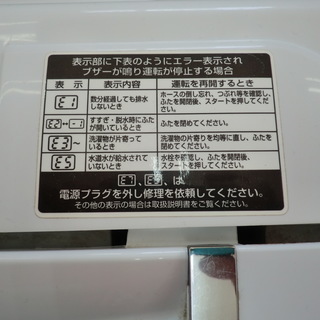 表示部に下表のようにエラー表示され
ブザーが鳴り運転が停止する場合
表 示 表示内容 運転を再開するとき
E1 数分経過しても排水しないとき ホースの倒し忘れ、つぶれ等を確認し、ふたを開閉後、スタートを押してください。
E2↔-1 すすぎ・脱水時にふたが開いているとき ふたを閉めてください。
E3~ 洗濯物が片寄っているとき 洗濯物の片寄りを均等に直し、ふたを閉めてください。
E5 水道水が給水されていないとき 水栓を確認、ふたを開閉後、スタートを押してください。
E7、E9、は
電源プラグを外し修理を依頼してください。
その他の表示の場合は取扱説明書をご覧ください。